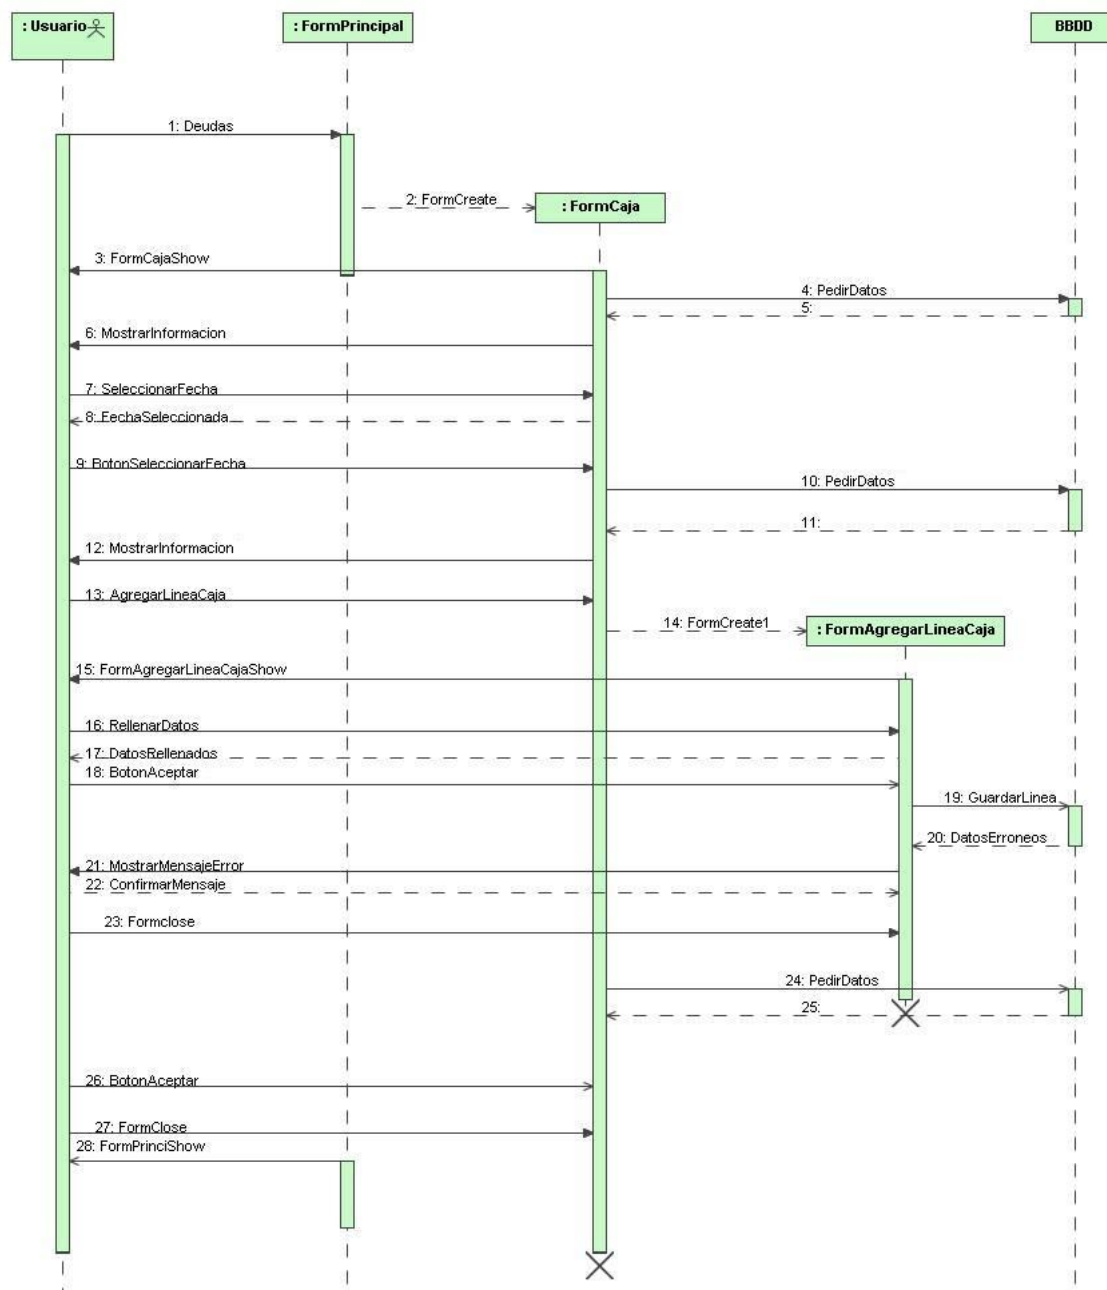 : Usuario
: FormPrincipal
BBDD
1: Deudas
2: FormCreate
: FormCaja
3: FormCajaShow
4: PedirDatos
5:
6: MostrarInformacion
7: SeleccionarFecha
8: FechaSeleccionada
9: BotonSeleccionarFecha
10: PedirDatos
11:
12: MostrarInformacion
13: AgregarLineaCaja
14: FormCreate1
: FormAgregarLineaCaja
15: FormAgregarLineaCajaShow
16: RellenarDatos
17: DatosRellenados
18: BotonAceptar
19: GuardarLinea
20: DatosErroneos
21: MostrarMensajeError
22: ConfirmarMensaje
23: Formclose
24: PedirDatos
25:
26: BotonAceptar
27: FormClose
28: FormPrinciShow